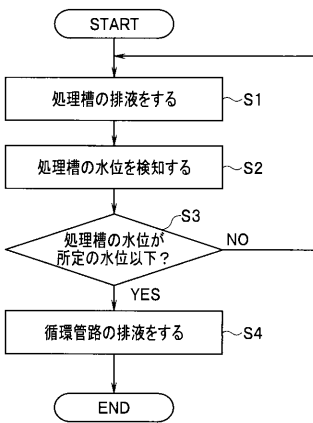 START
処理槽の排液をする
S1
処理槽の水位を検知する
S2
S3
処理槽の水位が
所定の水位以下？
NO
YES
循環管路の排液をする
S4
END